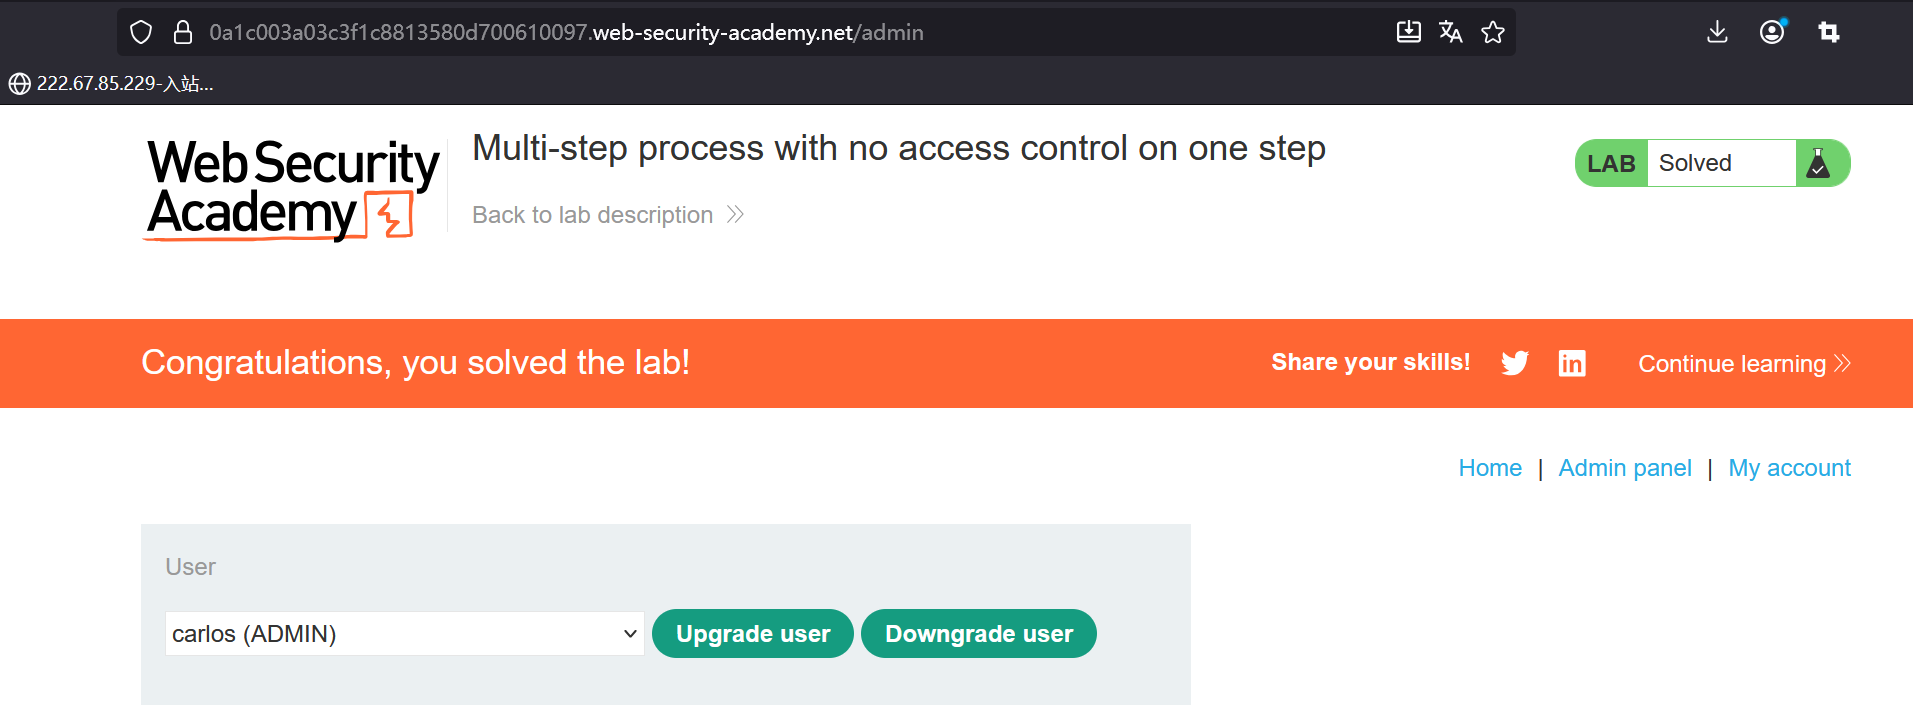 0a1c003a03c3f1c8813580d700610097.web-security-academy.net/admin
222.67.85.229-入站...
Web Security
Academy
Multi-step process with no access control on one step
Back to lab description
LAB Solved
Congratulations, you solved the lab!
Share your skills! Continue learning
Home | Admin panel | My account
User
carlos (ADMIN) Upgrade user Downgrade user